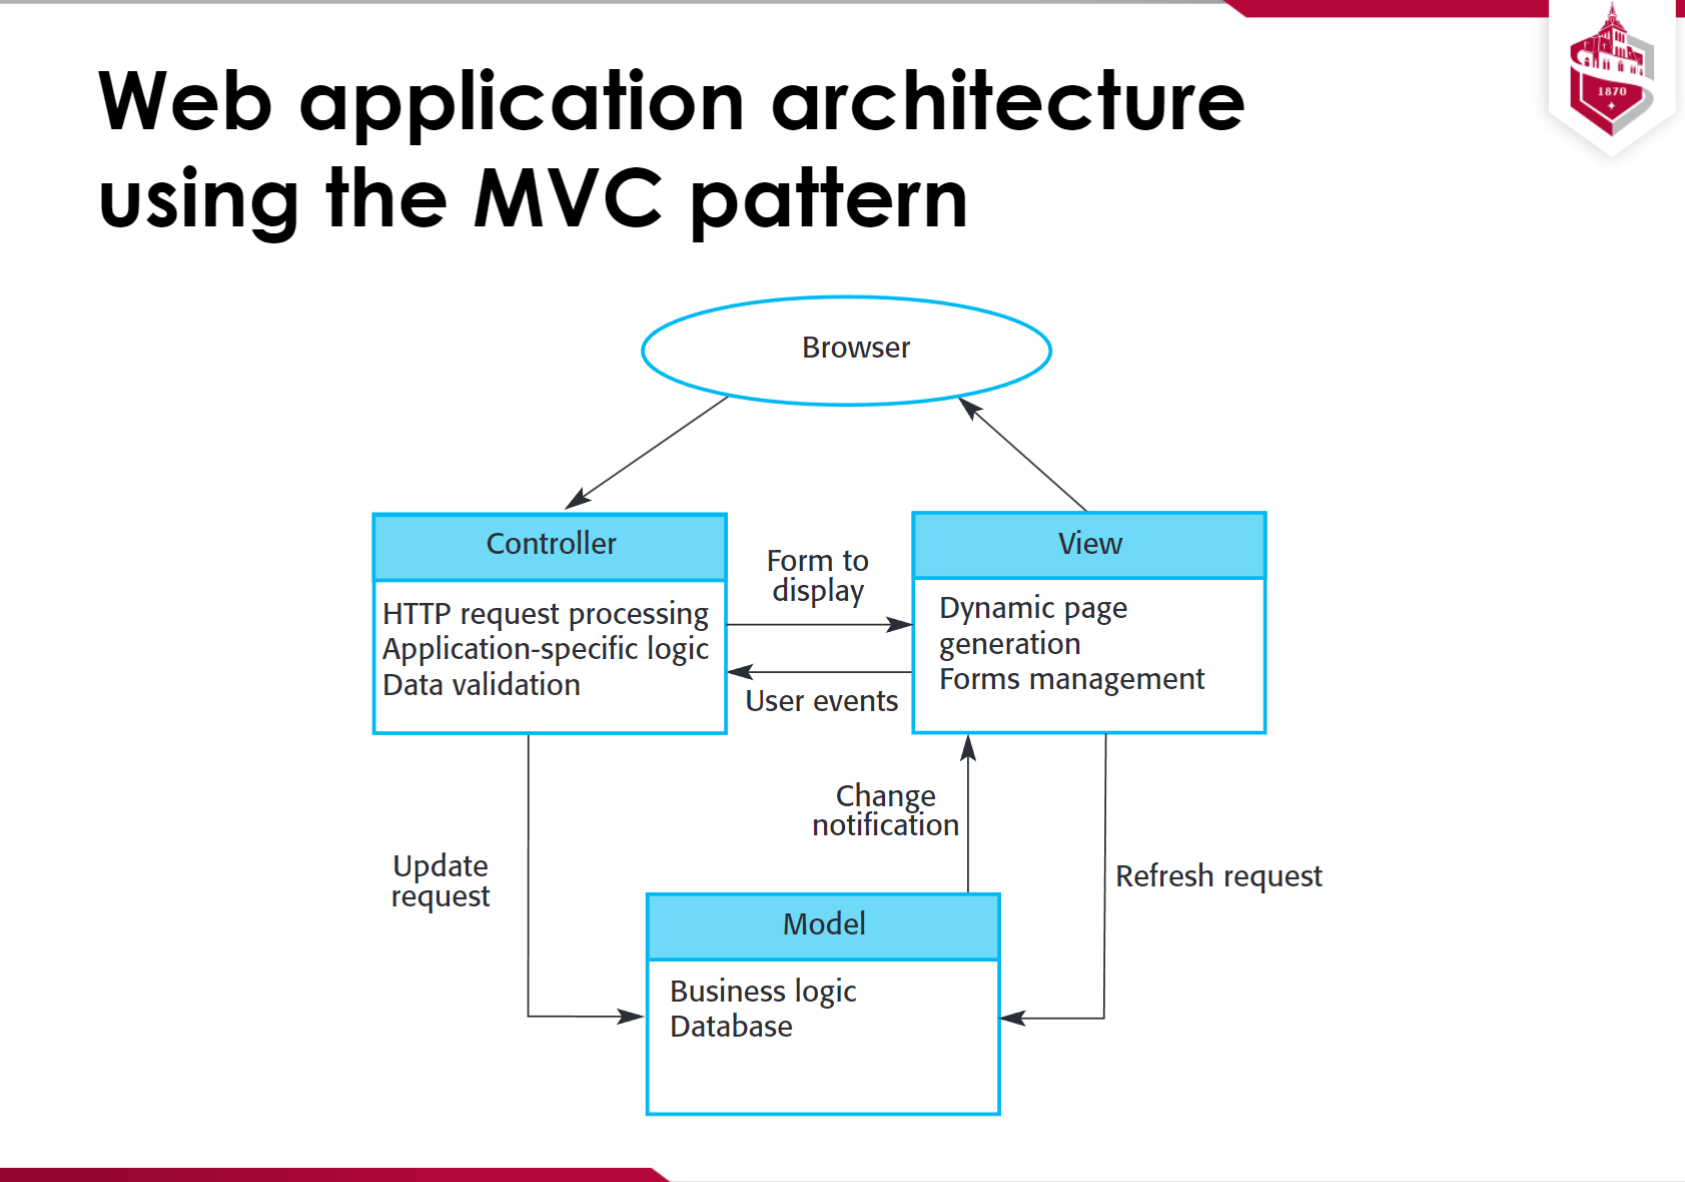 Web application architecture
using the MVC pattern
1870
Browser
Controller
HTTP request processing
Application-specific logic
Data validation
Form to
display
User events
View
Dynamic page
generation
Forms management
Change
notification
Update
request
Refresh request
Model
Business logic
Database